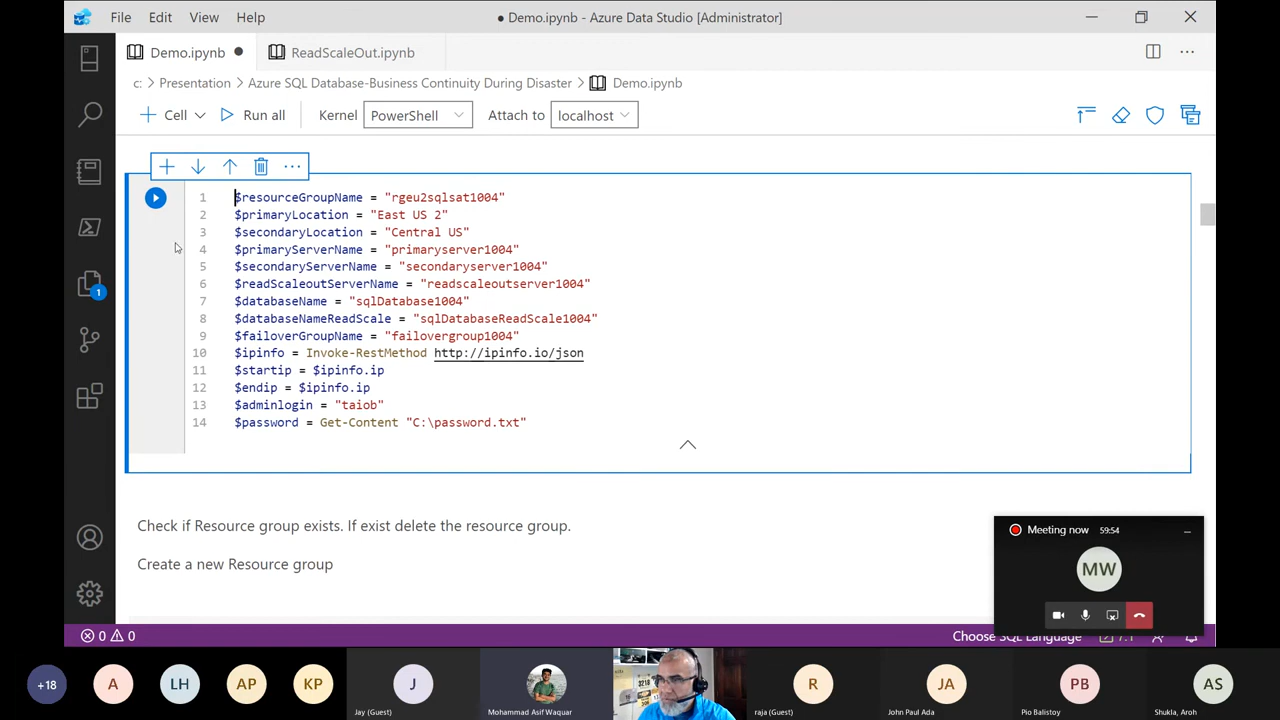 File Edit View Help
● Demo.ipynb - Azure Data Studio [Administrator]
Demo.ipynb ●
ReadScaleOut.ipynb
c: > Presentation > Azure SQL Database-Business Continuity During Disaster > Demo.ipynb
+ Cell
Run all
Kernel
PowerShell
Attach to
localhost
1 $resourceGroupName = "rgeu2sqlsat1004"
2 $primaryLocation = "East US 2"
3 $secondaryLocation = "Central US"
4 $primaryServerName = "primaryserver1004"
5 $secondaryServerName = "secondaryserver1004"
6 $readScaleoutServerName = "readscaleoutserver1004"
7 $databaseName = "sqlDatabase1004"
8 $databaseNameReadScale = "sqlDatabaseReadScale1004"
9 $failoverGroupName = "failovergroup1004"
10 $ipinfo = Invoke-RestMethod http://ipinfo.io/json
11 $startip = $ipinfo.ip
12 $endip = $ipinfo.ip
13 $adminlogin = "taiob"
14 $password = Get-Content "C:\password.txt"
1
Check if Resource group exists. If exist delete the resource group.
Create a new Resource group
Meeting now 59:54
MW
0 0
Choose SQL Language
+18
A
LH
AP
KP
J
Jay (Guest)
Mohammad Asif Waquar
R
raja (Guest)
JA
John Paul Ada
PB
Pio Balistoy
AS
Shukla, Aroh